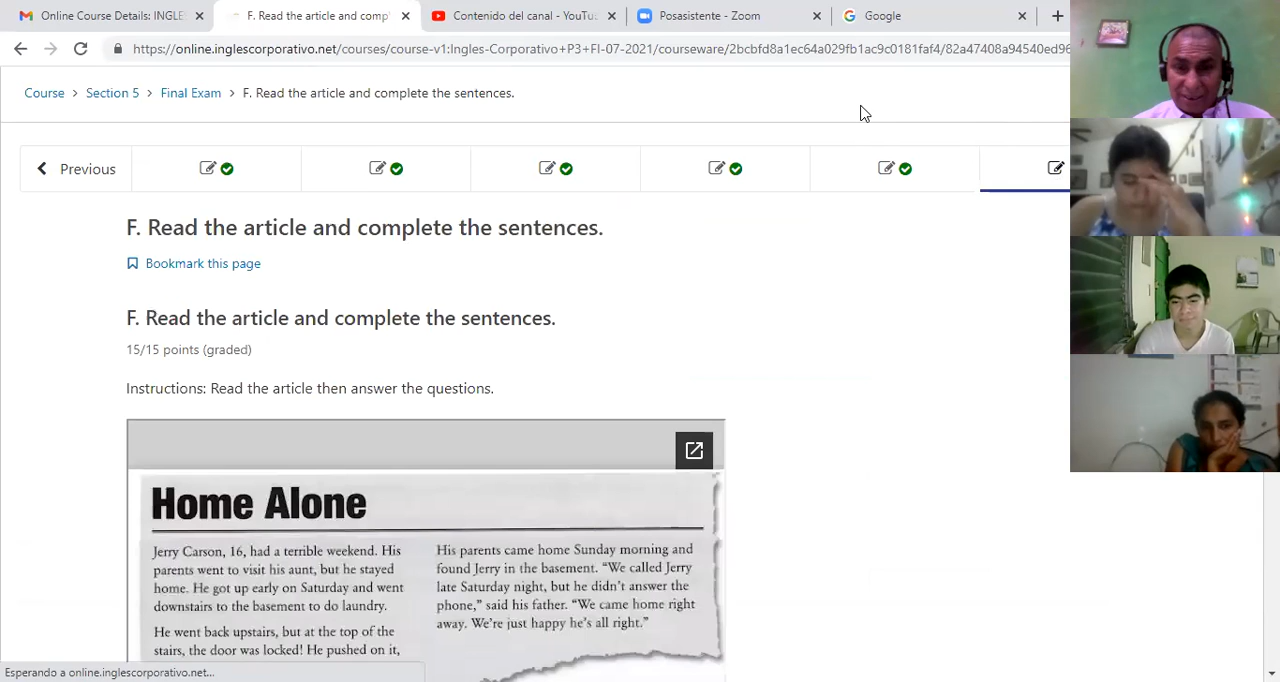 Online Course Details: INGLE
F. Read the article and comp
Contenido del canal - YouTu
Posasistente - Zoom
Google
https://online.inglescorporativo.net/courses/course-v1:Ingles-Corporativo+P3+FI-07-2021/courseware/2bcbfd8a1ec64a029fb1ac9c0181faf4/82a47408a94540ed96
Course
Section 5
Final Exam
F. Read the article and complete the sentences.
Previous
F. Read the article and complete the sentences.
Bookmark this page
F. Read the article and complete the sentences.
15/15 points (graded)
Instructions: Read the article then answer the questions.
Home Alone
Jerry Carson, 16, had a terrible weekend. His
parents went to visit his aunt, but he stayed
home. He got up early on Saturday and went
downstairs to the basement to do laundry.
He went back upstairs, but at the top of the
stairs, the door was locked! He pushed on it,
His parents came home Sunday morning and
found Jerry in the basement. “We called Jerry
late Saturday night, but he didn't answer the
phone,” said his father. “We came home right
away. We're just happy he's all right.”
Esperando a online.inglescorporativo.net...